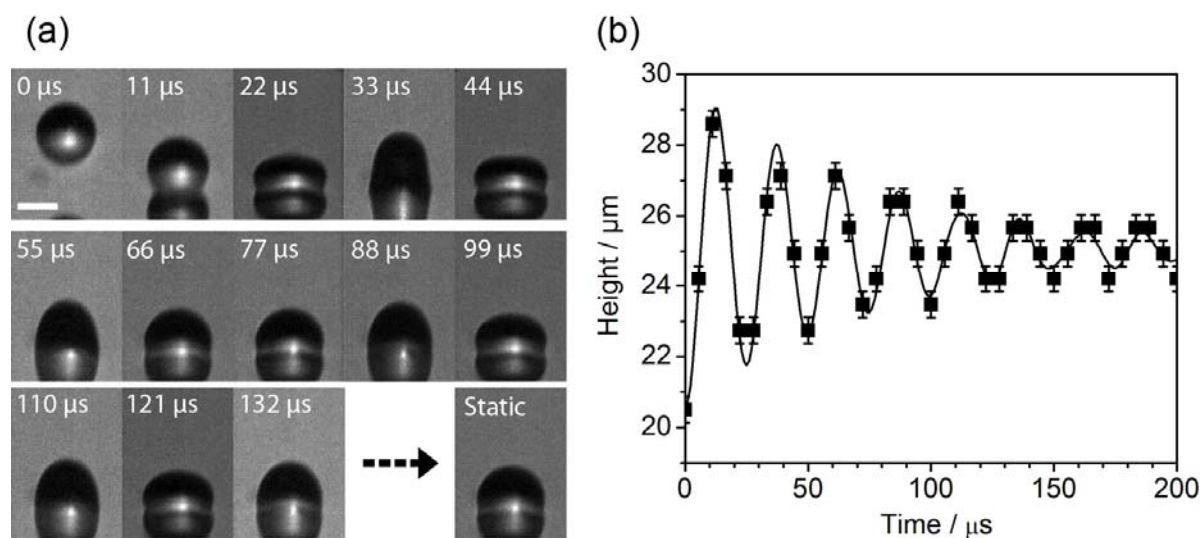 (a)
0 µs 11 µs 22 µs 33 µs 44 µs
55 µs 66 µs 77 µs 88 µs 99 µs
110 µs 121 µs 132 µs Static
(b)
30
28
26
24
22
20
Height / µm
0 50 100 150 200
Time / µs